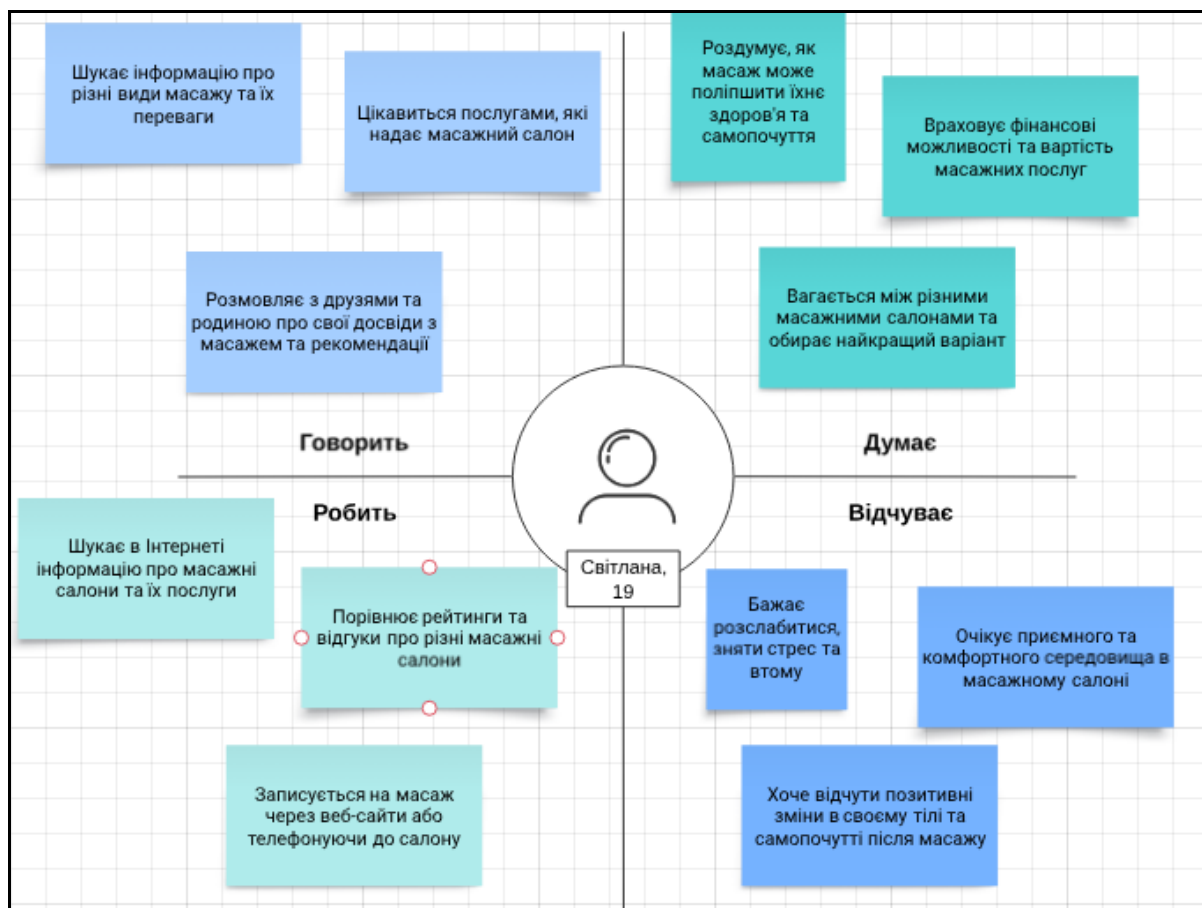 Шукає інформацію про
різні види масажу та їх
переваги
Цікавиться послугами, які
надає масажний салон
Розмовляє з друзями та
родиною про свої досвіди з
масажем та рекомендації
Роздумує, як
масаж може
поліпшити їхнє
здоров'я та
самопочуття
Враховує фінансові
можливості та вартість
масажних послуг
Вагається між різними
масажними салонами та
обирає найкращий варіант
Говорить
Думає
Робить
Відчуває
Світлана,
19
Шукає в Інтернеті
інформацію про масажні
салони та їх послуги
Порівнює рейтинги та
відгуки про різні масажні
салони
Записується на масаж
через веб-сайти або
телефонуючи до салону
Бажає
розслабитися,
зняти стрес та
втому
Очікує приємного та
комфортного середовища в
масажному салоні
Хоче відчути позитивні
зміни в своєму тілі та
самопочутті після масажу